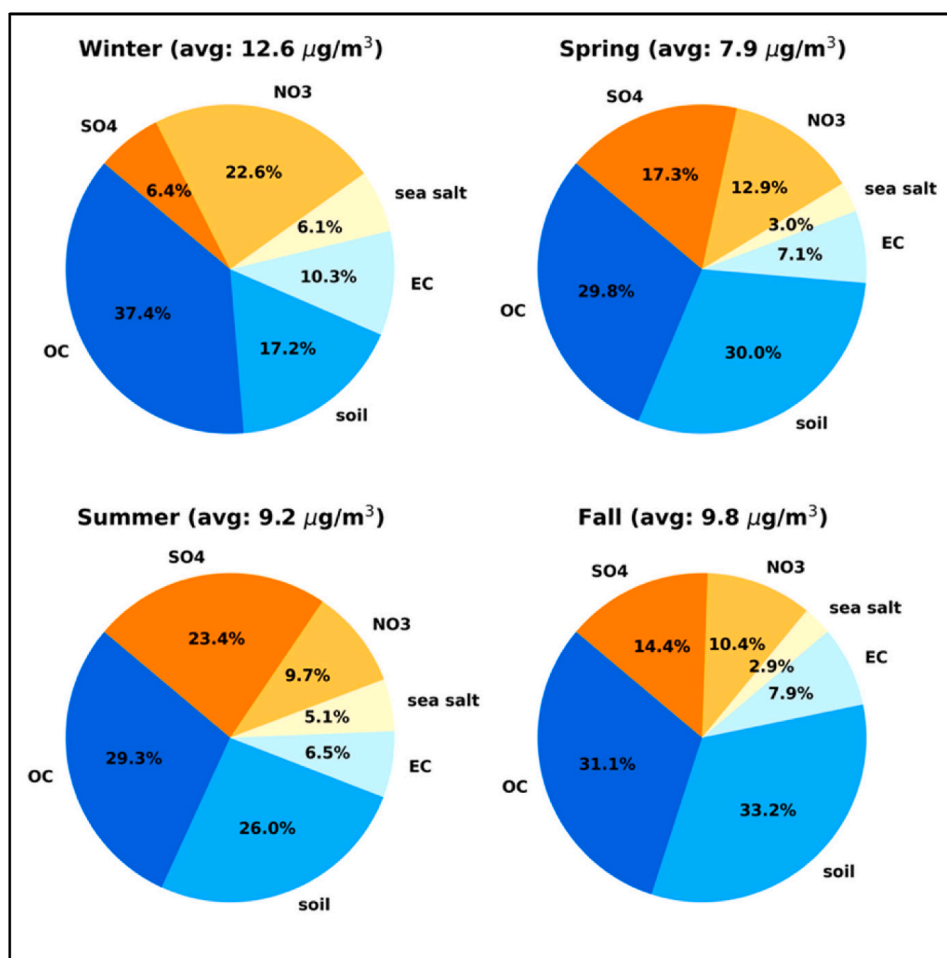 Winter (avg: 12.6 μg/m³)
NO3
SO4
22.6%
6.4%
sea salt
6.1%
10.3%
EC
37.4%
OC
17.2%
soil
Spring (avg: 7.9 μg/m³)
SO4
NO3
17.3%
12.9%
sea salt
3.0%
EC
7.1%
29.8%
OC
30.0%
soil
Summer (avg: 9.2 μg/m³)
SO4
NO3
23.4%
9.7%
sea salt
5.1%
6.5%
EC
29.3%
OC
26.0%
soil
Fall (avg: 9.8 μg/m³)
NO3
SO4
sea salt
14.4%
10.4%
EC
2.9%
7.9%
31.1%
OC
33.2%
soil